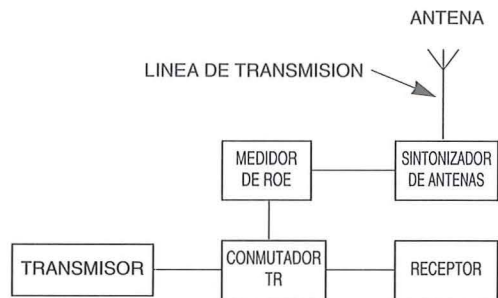 ANTENA
LINEA DE TRANSMISION
MEDIDOR
DE ROE
SINTONIZADOR
DE ANTENAS
TRANSMISOR
CONMUTADOR
TR
RECEPTOR